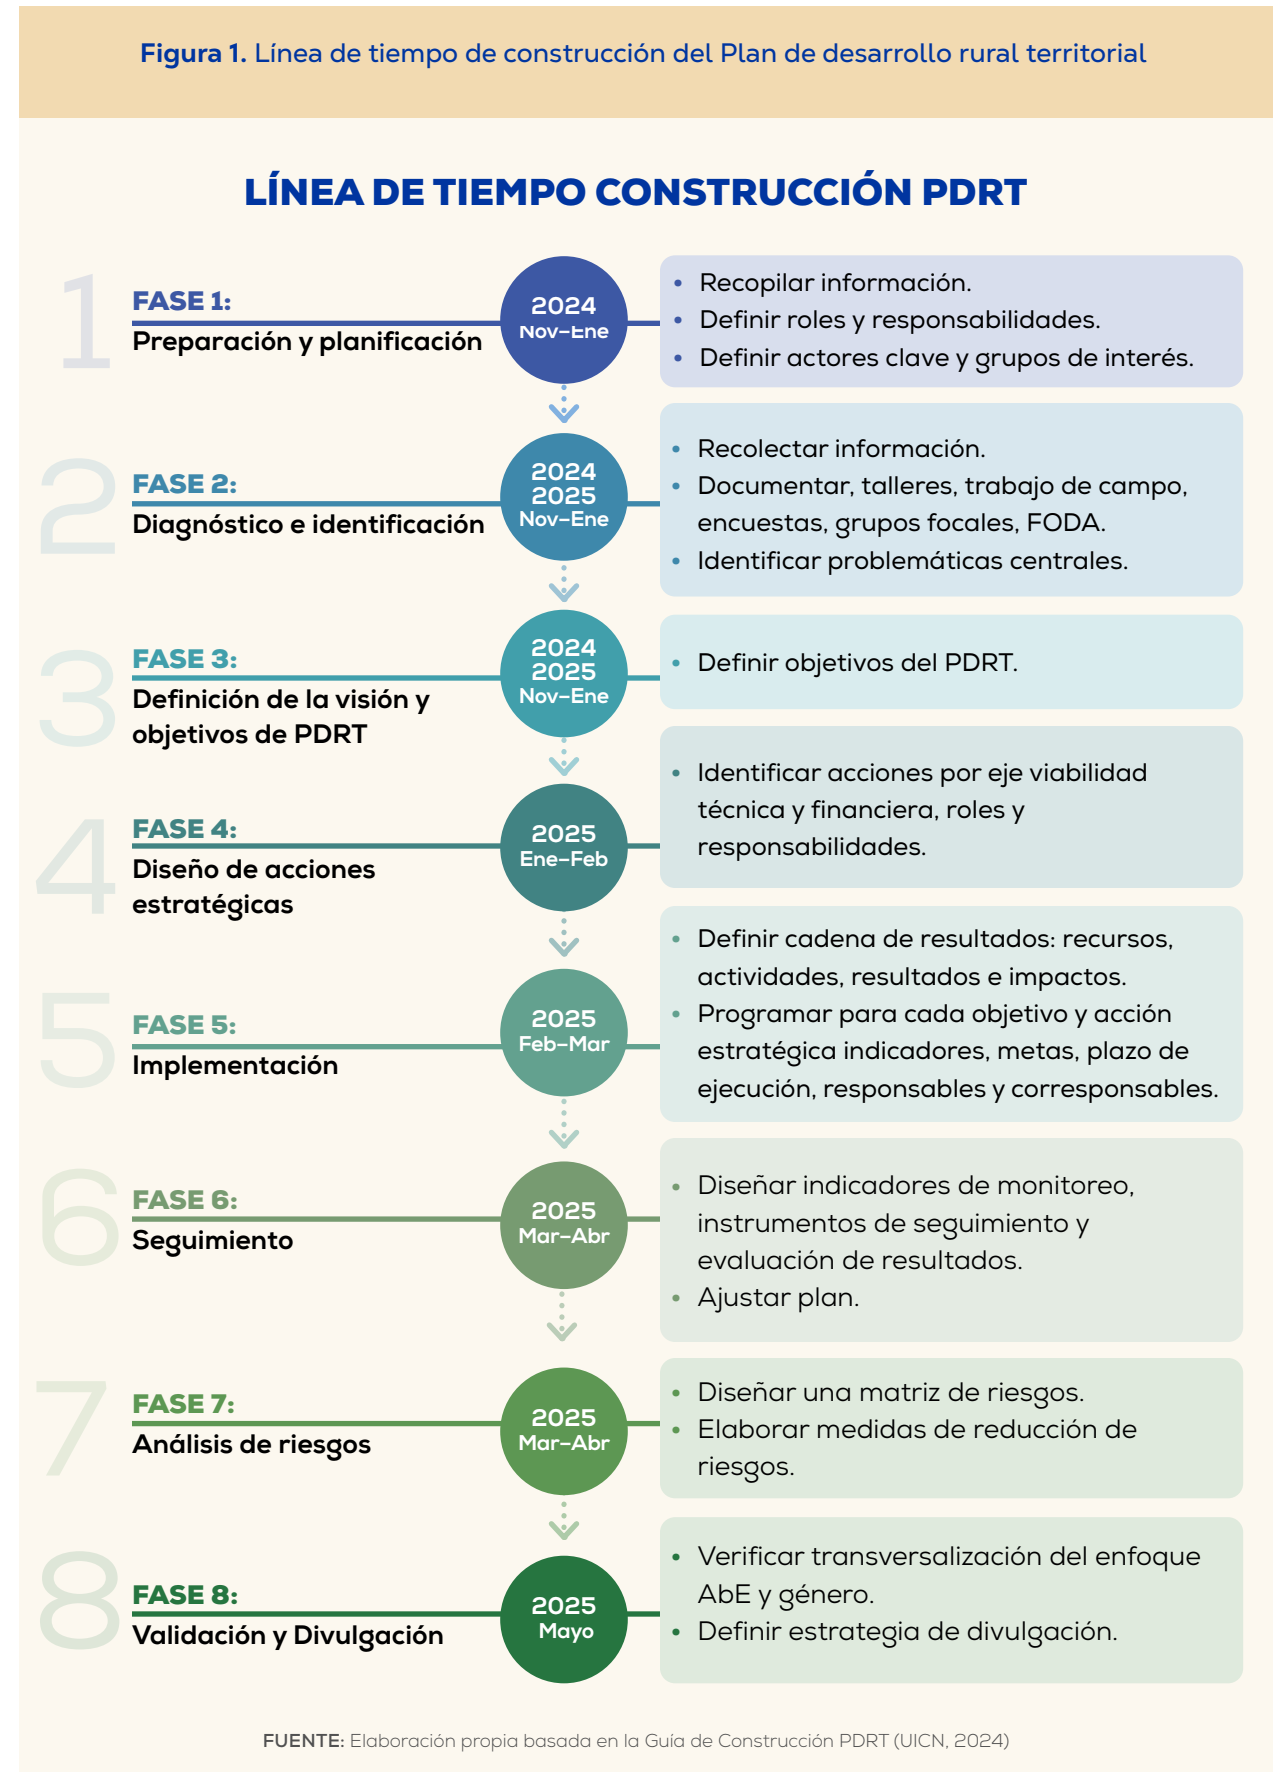 Figura 1. Línea de tiempo de construcción del Plan de desarrollo rural territorial
LÍNEA DE TIEMPO CONSTRUCCIÓN PDRT
1
FASE 1:
Preparación y planificación
2024
Nov–Ene
• Recopilar información.
• Definir roles y responsabilidades.
• Definir actores clave y grupos de interés.
2
FASE 2:
Diagnóstico e identificación
2024
2025
Nov–Ene
• Recolectar información.
• Documentar, talleres, trabajo de campo,
encuestas, grupos focales, FODA.
• Identificar problemáticas centrales.
3
FASE 3:
Definición de la visión y
objetivos de PDRT
2024
2025
Nov–Ene
• Definir objetivos del PDRT.
4
FASE 4:
Diseño de acciones
estratégicas
2025
Ene–Feb
• Identificar acciones por eje viabilidad
técnica y financiera, roles y
responsabilidades.
5
FASE 5:
Implementación
2025
Feb–Mar
• Definir cadena de resultados: recursos,
actividades, resultados e impactos.
• Programar para cada objetivo y acción
estratégica indicadores, metas, plazo de
ejecución, responsables y corresponsables.
6
FASE 6:
Seguimiento
2025
Mar–Abr
• Diseñar indicadores de monitoreo,
instrumentos de seguimiento y
evaluación de resultados.
• Ajustar plan.
7
FASE 7:
Análisis de riesgos
2025
Mar–Abr
• Diseñar una matriz de riesgos.
• Elaborar medidas de reducción de
riesgos.
8
FASE 8:
Validación y Divulgación
2025
Mayo
• Verificar transversalización del enfoque
AbE y género.
• Definir estrategia de divulgación.
FUENTE: Elaboración propia basada en la Guía de Construcción PDRT (UICN, 2024)